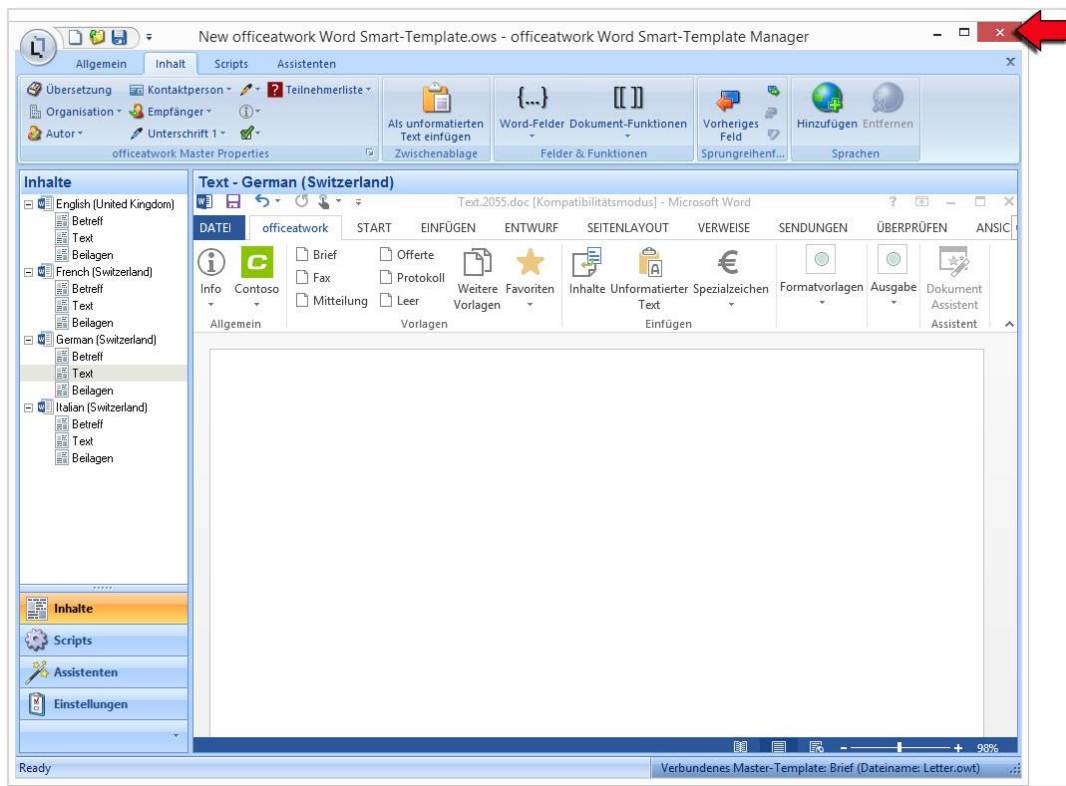 New officeatwork Word Smart-Template.ows - officeatwork Word Smart-Template Manager
Allgemein Inhalt Scripts Assistenten
Übersetzung Kontaktperson Teilnehmerliste
Organisation Empfänger
Autor Unterschrift 1
officeatwork Master Properties
Als unformatierten
Text einfügen
Zwischenablage
{...} [[ ]]
Word-Felder Dokument-Funktionen
Felder & Funktionen
Vorheriges
Feld
Sprungreihenf...
Hinzufügen Entfernen
Sprachen
Inhalte
English (United Kingdom)
Betreff
Text
Beilagen
French (Switzerland)
Betreff
Text
Beilagen
German (Switzerland)
Betreff
Text
Beilagen
Italian (Switzerland)
Betreff
Text
Beilagen
Inhalte
Scripts
Assistenten
Einstellungen
Text - German (Switzerland)
Text.2055.doc [Kompatibilitätsmodus] - Microsoft Word
DATEI officeatwork START EINFÜGEN ENTWURF SEITENLAYOUT VERWEISE SENDUNGEN ÜBERPRÜFEN ANSIC
Info Contoso
Allgemein
Brief Offerte
Fax Protokoll
Mitteilung Leer
Weitere
Vorlagen
Favoriten
Vorlagen
Inhalte Unformatierter
Text
Spezialzeichen
Einfügen
Formatvorlagen Ausgabe Dokument
Assistent
Assistent
98%
Ready Verbundenes Master-Template: Brief (Dateiname: Letter.owt)